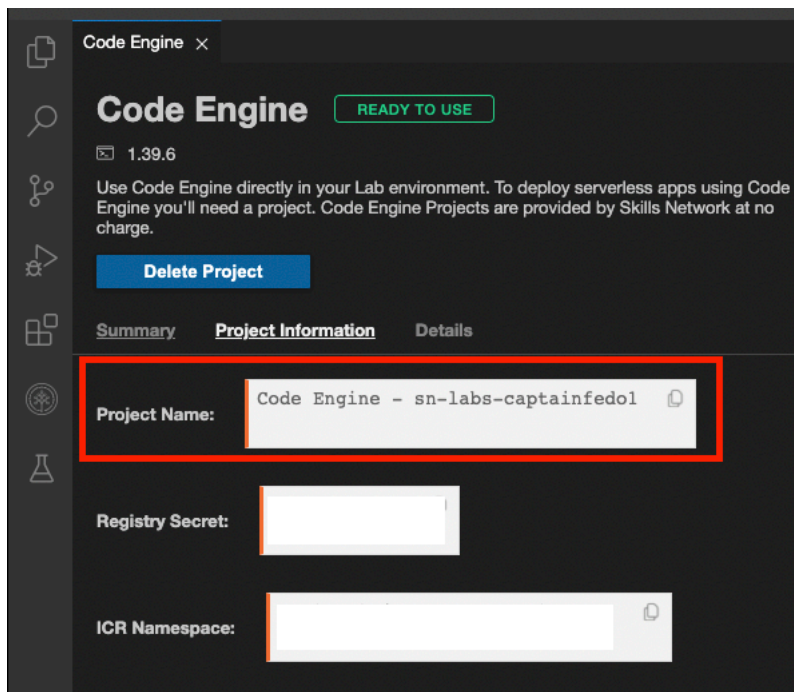 Code Engine
Code Engine READY TO USE
1.39.6
Use Code Engine directly in your Lab environment. To deploy serverless apps using Code
Engine you'll need a project. Code Engine Projects are provided by Skills Network at no
charge.
Delete Project
Summary Project Information Details
Project Name: Code Engine - sn-labs-captainfedo1
Registry Secret:
ICR Namespace: